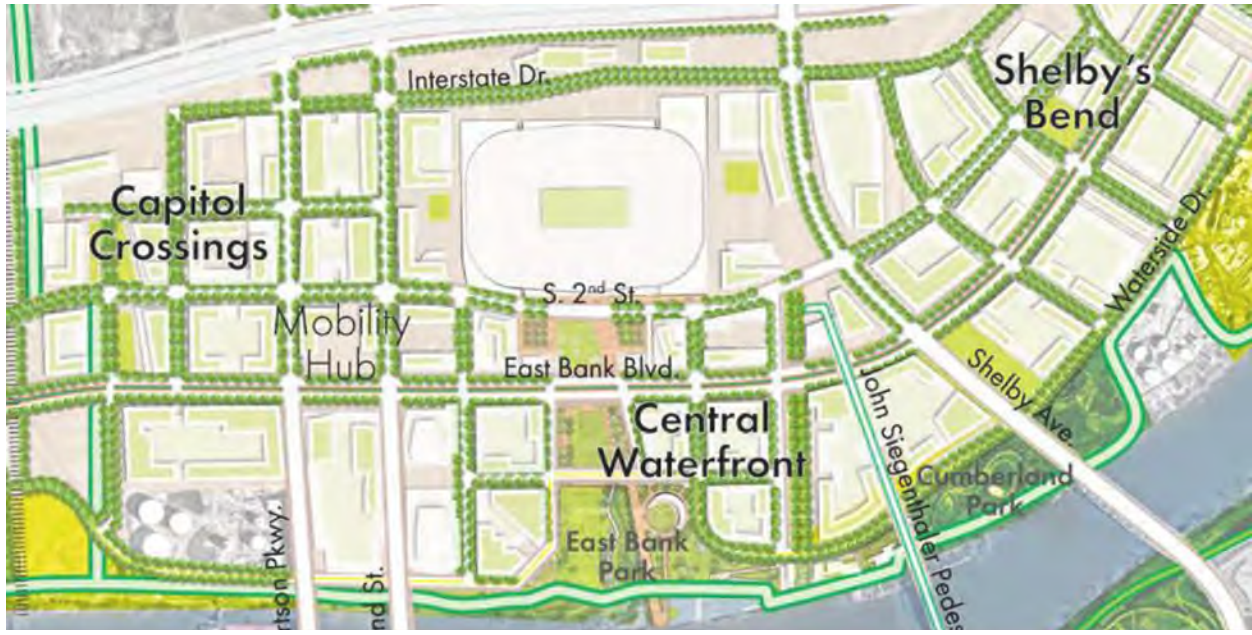 Interstate Dr.
Shelby's
Bend
Capitol
Crossings
Waterside Dr.
S. 2nd St.
Mobility
Hub
East Bank Blvd.
Shelby Ave.
John Siegenthaler Pedes
Central
Waterfront
Cumberland
Park
East Bank
Park
rtson Pkwy.
nd St.